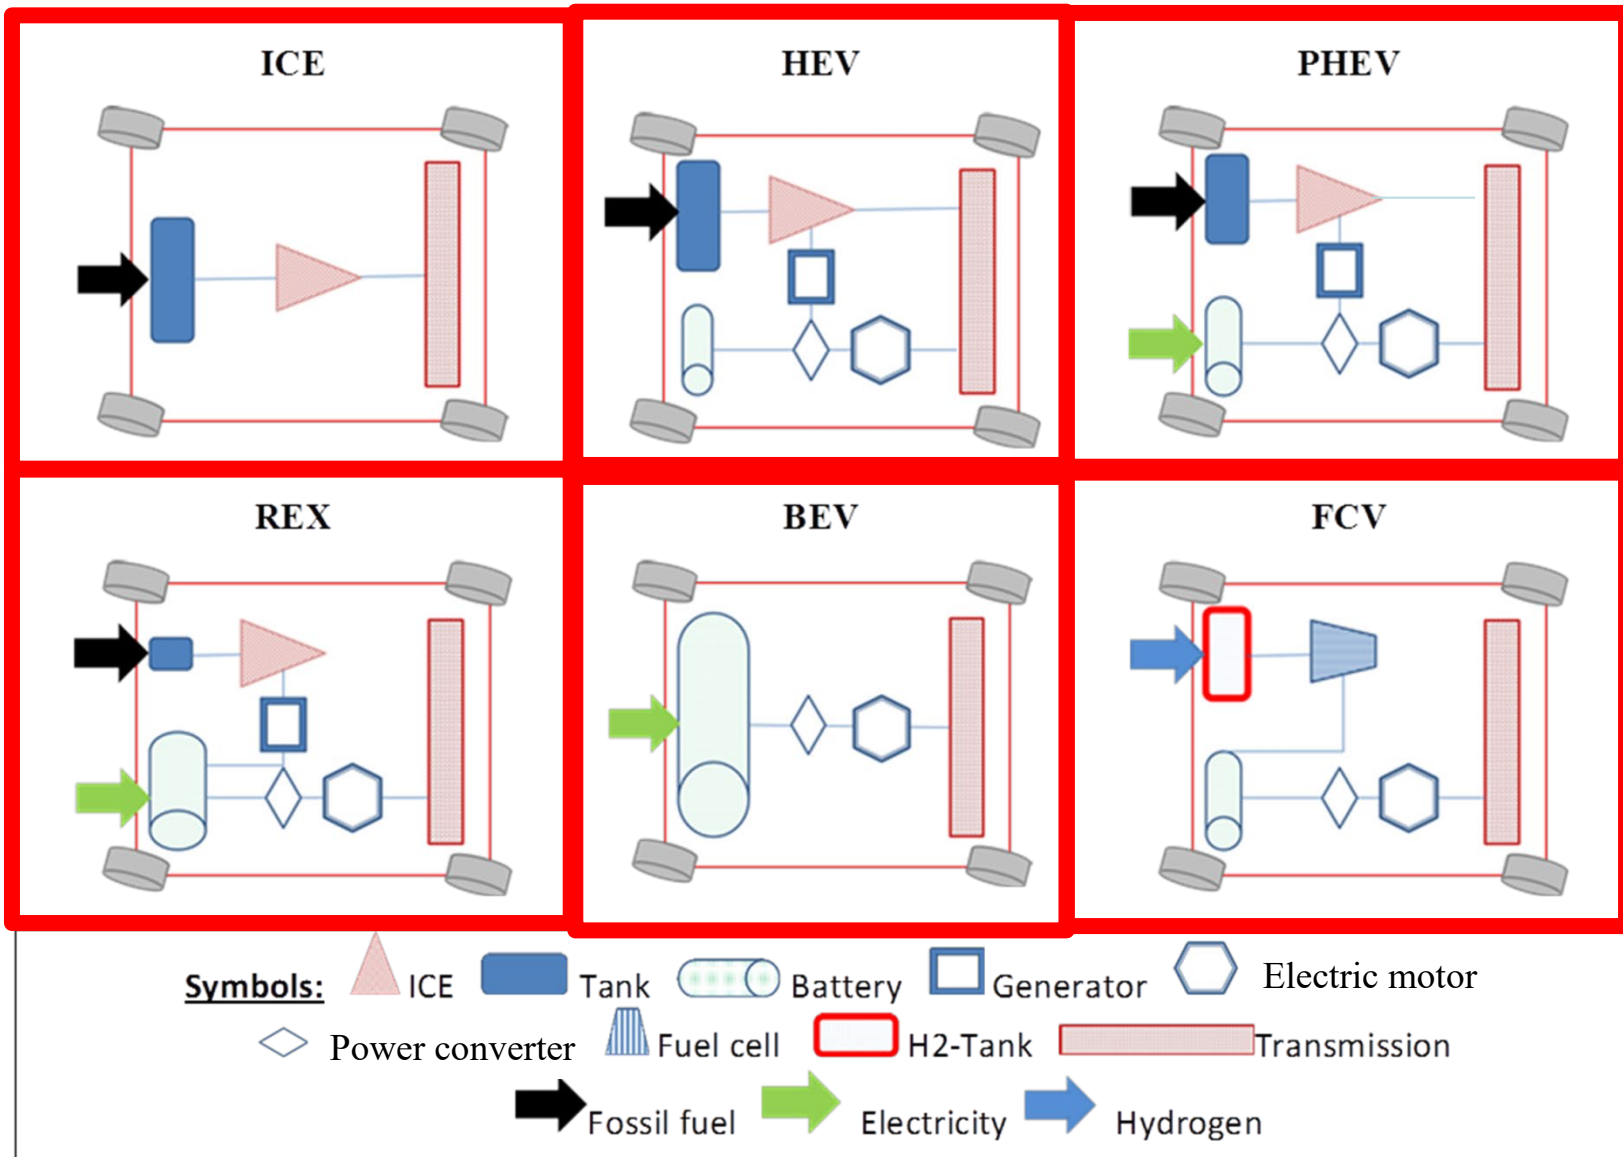 ICE
HEV
PHEV
REX
BEV
FCV
Symbols: ICE Tank Battery Generator Electric motor
Power converter Fuel cell H2-Tank Transmission
Fossil fuel Electricity Hydrogen